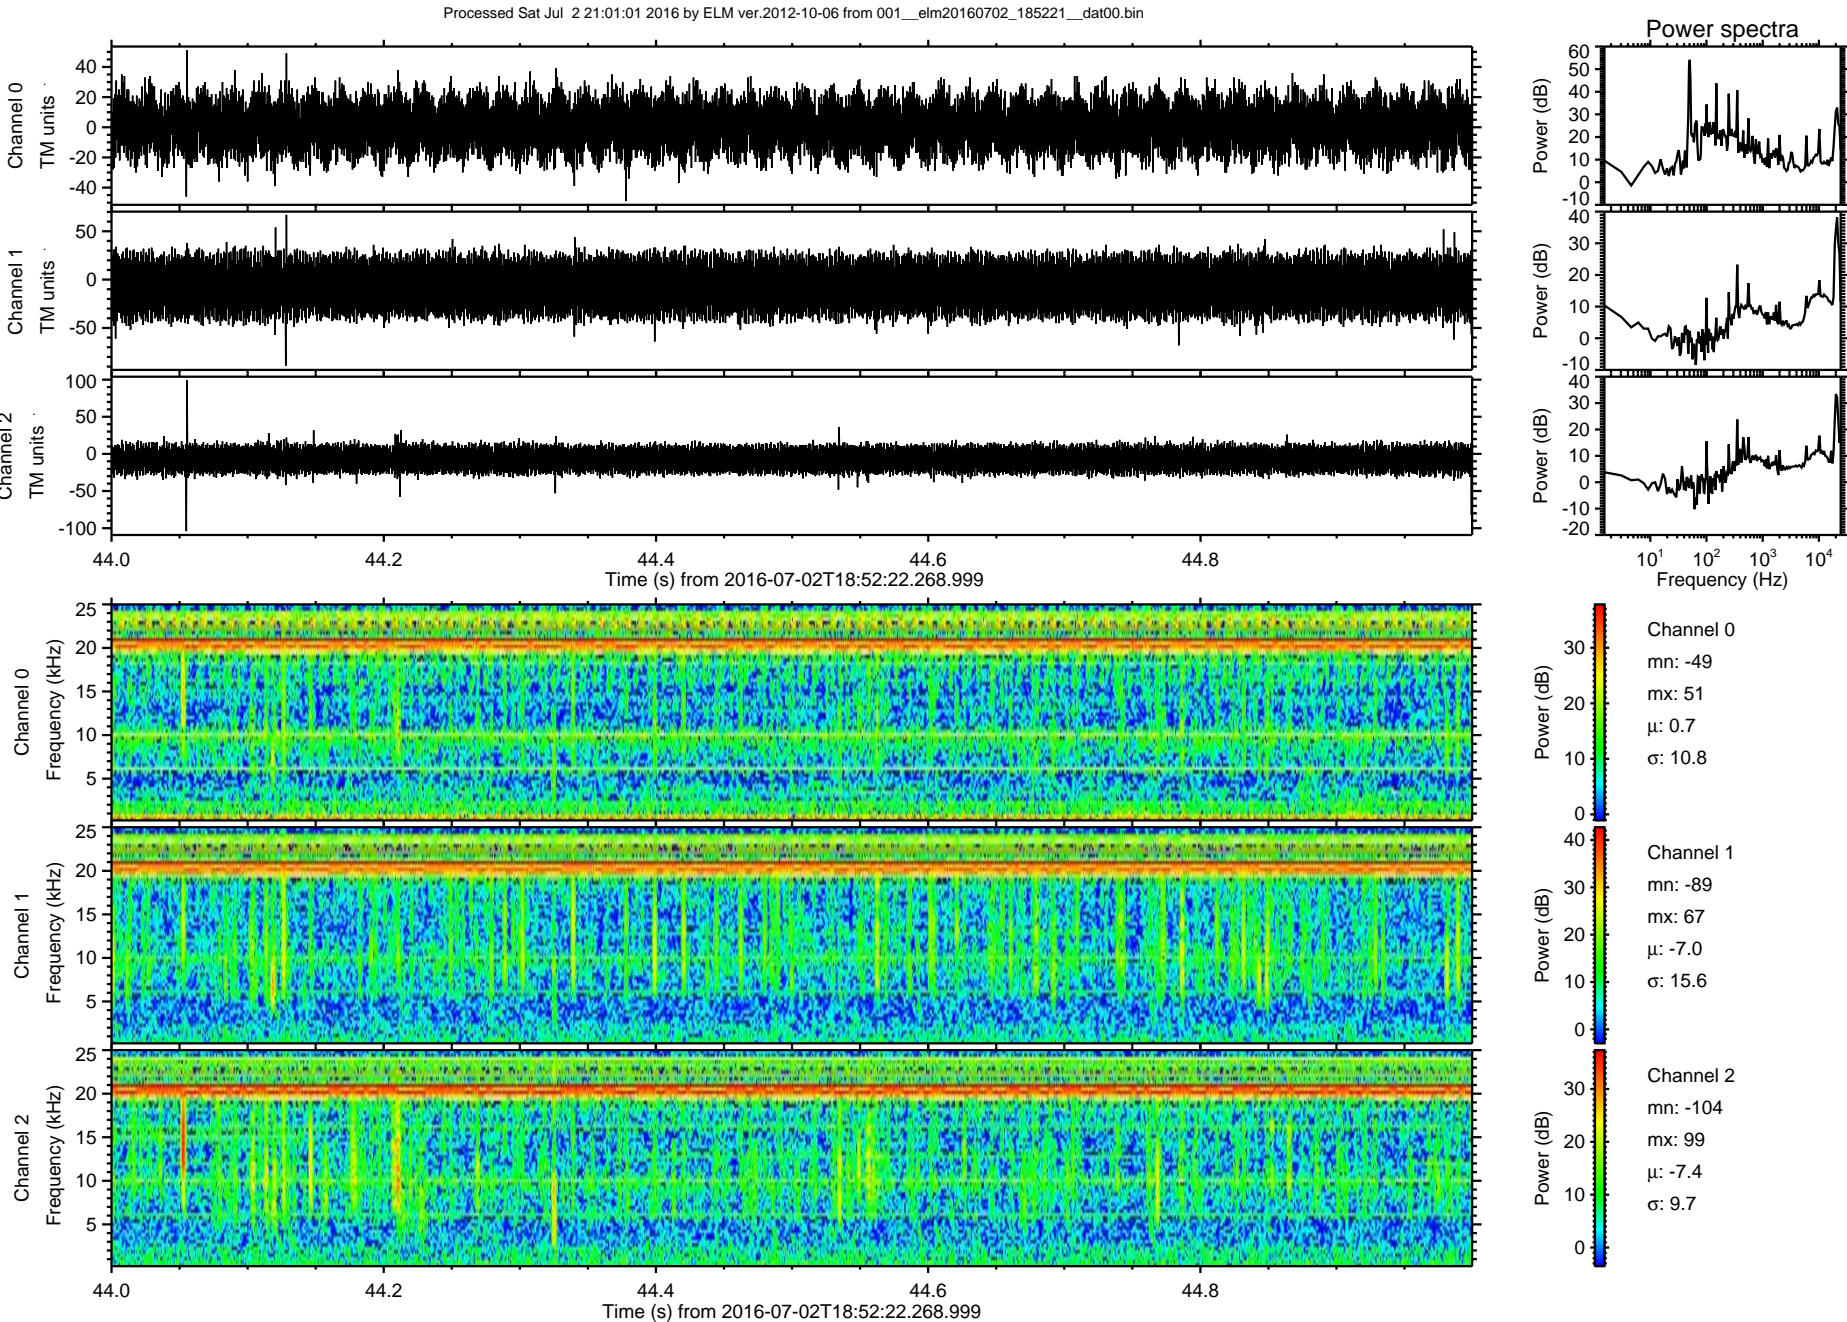 Processed Sat Jul  2 21:01:01 2016 by ELM ver.2012-10-06 from 001__elm20160702_185221__dat00.bin
Power spectra
Channel 0
TM units
40
20
0
-20
-40
Power (dB)
60
50
40
30
20
10
0
-10
Channel 1
TM units
50
0
-50
Power (dB)
40
30
20
10
0
-10
Channel 2
TM units
100
50
0
-50
-100
Power (dB)
40
30
20
10
0
-10
-20
44.0 44.2 44.4 44.6 44.8
Time (s) from 2016-07-02T18:52:22.268.999
10¹ 10² 10³ 10⁴
Frequency (Hz)
Channel 0
Frequency (kHz)
25
20
15
10
5
Power (dB)
30
20
10
0
Channel 0
mn: -49
mx: 51
μ: 0.7
σ: 10.8
Channel 1
Frequency (kHz)
25
20
15
10
5
Power (dB)
40
30
20
10
0
Channel 1
mn: -89
mx: 67
μ: -7.0
σ: 15.6
Channel 2
Frequency (kHz)
25
20
15
10
5
Power (dB)
30
20
10
0
Channel 2
mn: -104
mx: 99
μ: -7.4
σ: 9.7
44.0 44.2 44.4 44.6 44.8
Time (s) from 2016-07-02T18:52:22.268.999